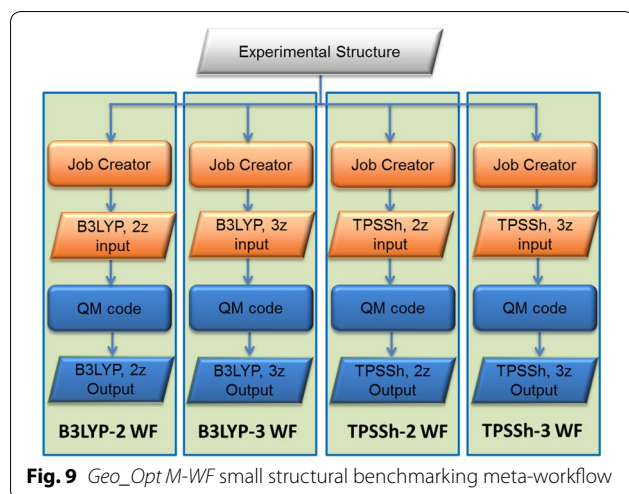 Experimental Structure
Job Creator
Job Creator
Job Creator
Job Creator
B3LYP, 2z
input
B3LYP, 3z
input
TPSSh, 2z
input
TPSSh, 3z
input
QM code
QM code
QM code
QM code
B3LYP, 2z
Output
B3LYP, 3z
Output
TPSSh, 2z
Output
TPSSh, 3z
Output
B3LYP-2 WF
B3LYP-3 WF
TPSSh-2 WF
TPSSh-3 WF
Fig. 9 Geo_Opt M-WF small structural benchmarking meta-workflow